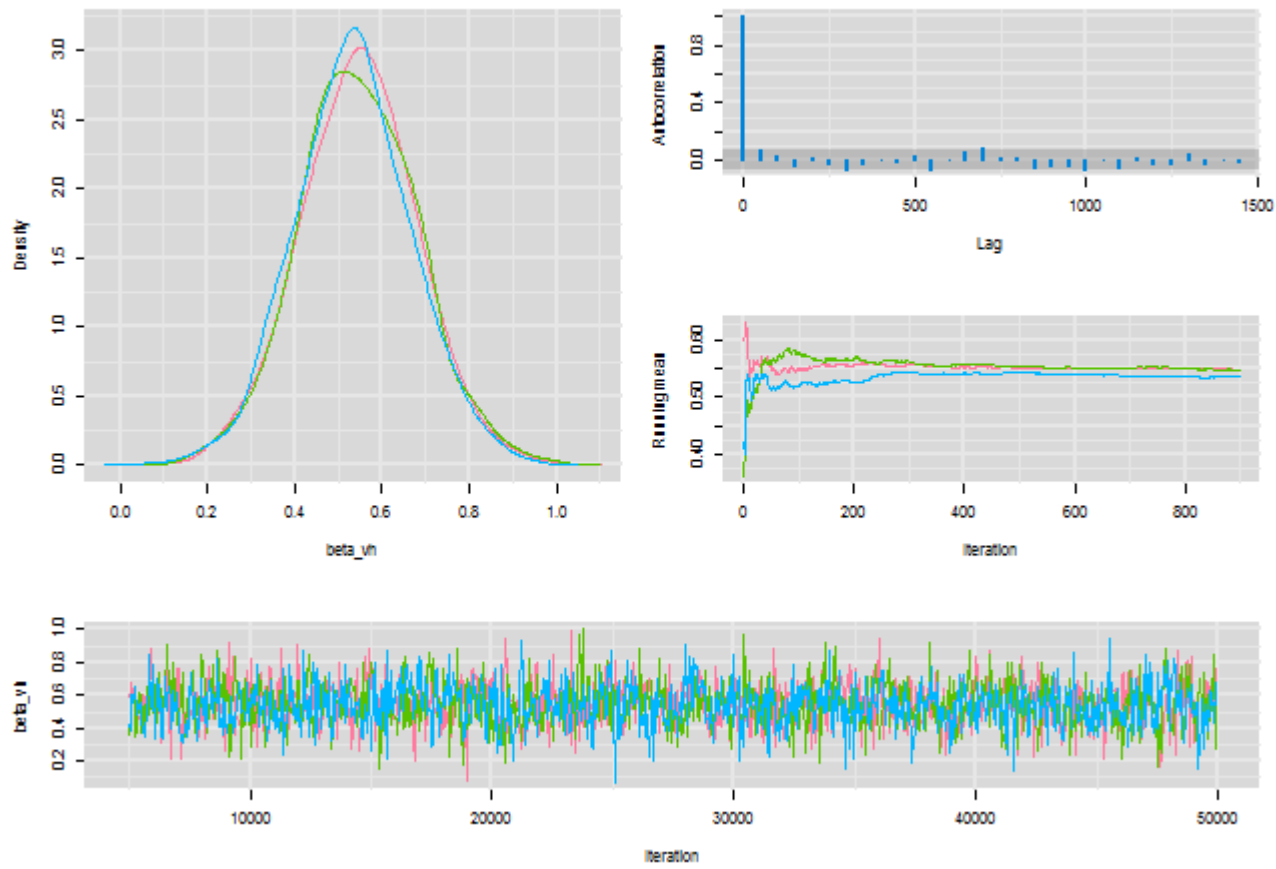 Density
0.0 0.5 1.0 1.5 2.0 2.5 3.0
0.0 0.2 0.4 0.6 0.8 1.0
beta_vh
Autocorrelation
0.0 0.4 0.8
0 500 1000 1500
Lag
Running mean
0.40 0.50 0.60
0 200 400 600 800
Iteration
beta_vh
0.2 0.4 0.6 0.8 1.0
10000 20000 30000 40000 50000
Iteration